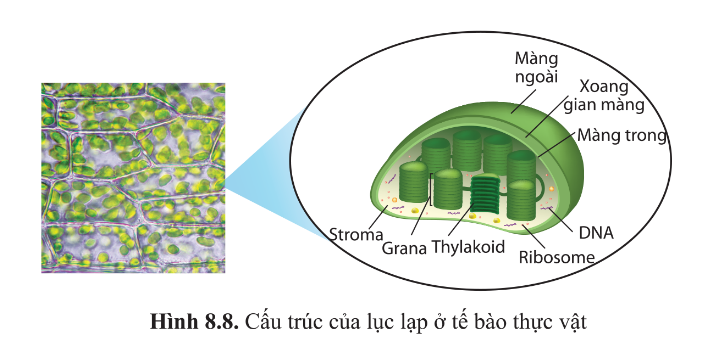 Màng
ngoài
Xoang
gian màng
Màng trong
Stroma
Grana
Thylakoid
Ribosome
DNA
Hình 8.8. Cấu trúc của lục lạp ở tế bào thực vật